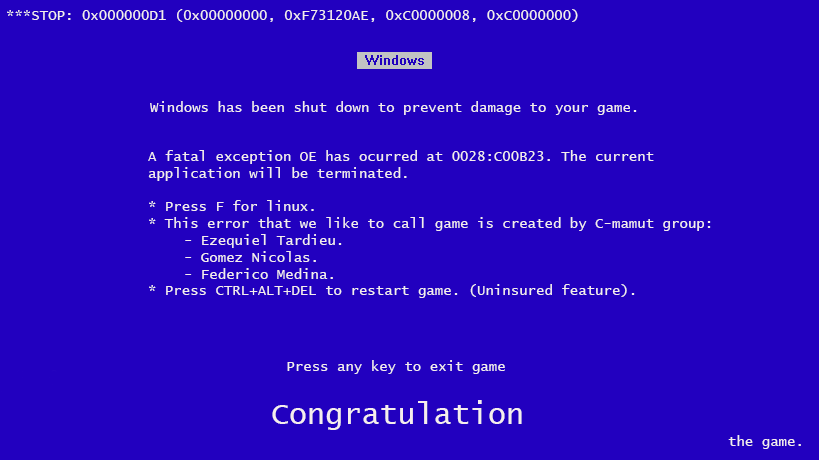 ***STOP: 0x000000D1 (0x00000000, 0xF73120AE, 0xC0000008, 0xC0000000)
Windows
Windows has been shut down to prevent damage to your game.
A fatal exception OE has ocurred at 0028:C00B23. The current
application will be terminated.
* Press F for linux.
* This error that we like to call game is created by C-mamut group:
- Ezequiel Tardieu.
- Gomez Nicolas.
- Federico Medina.
* Press CTRL+ALT+DEL to restart game. (Uninsured feature).
Press any key to exit game
Congratulation
the game.